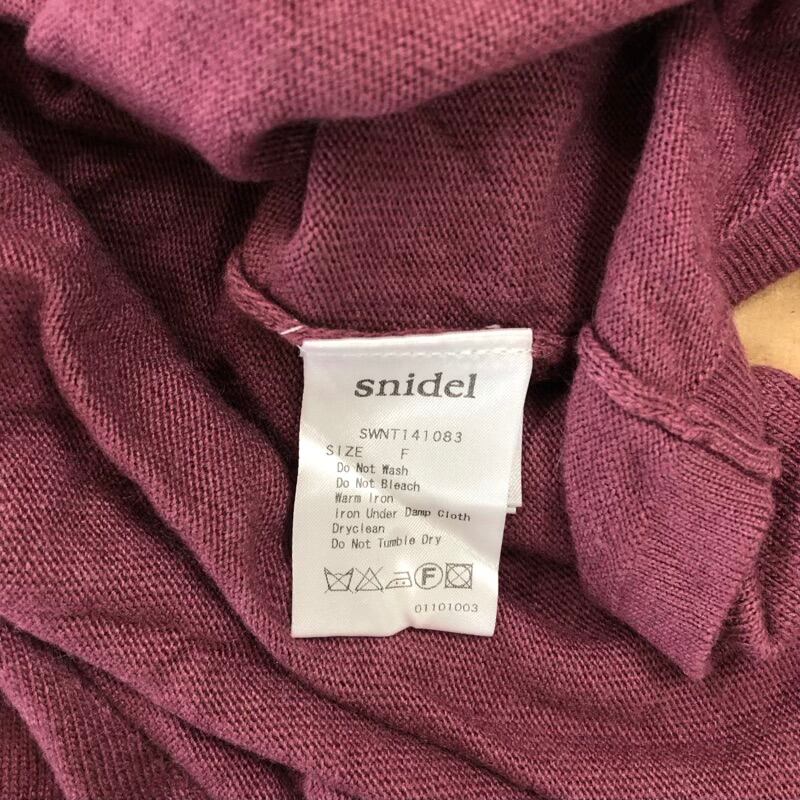 snidel
SWNT141083
SIZE F
Do Not Wash
Do Not Bleach
Warm Iron
Iron Under Damp Cloth
Dryclean
Do Not Tumble Dry
F
01101003